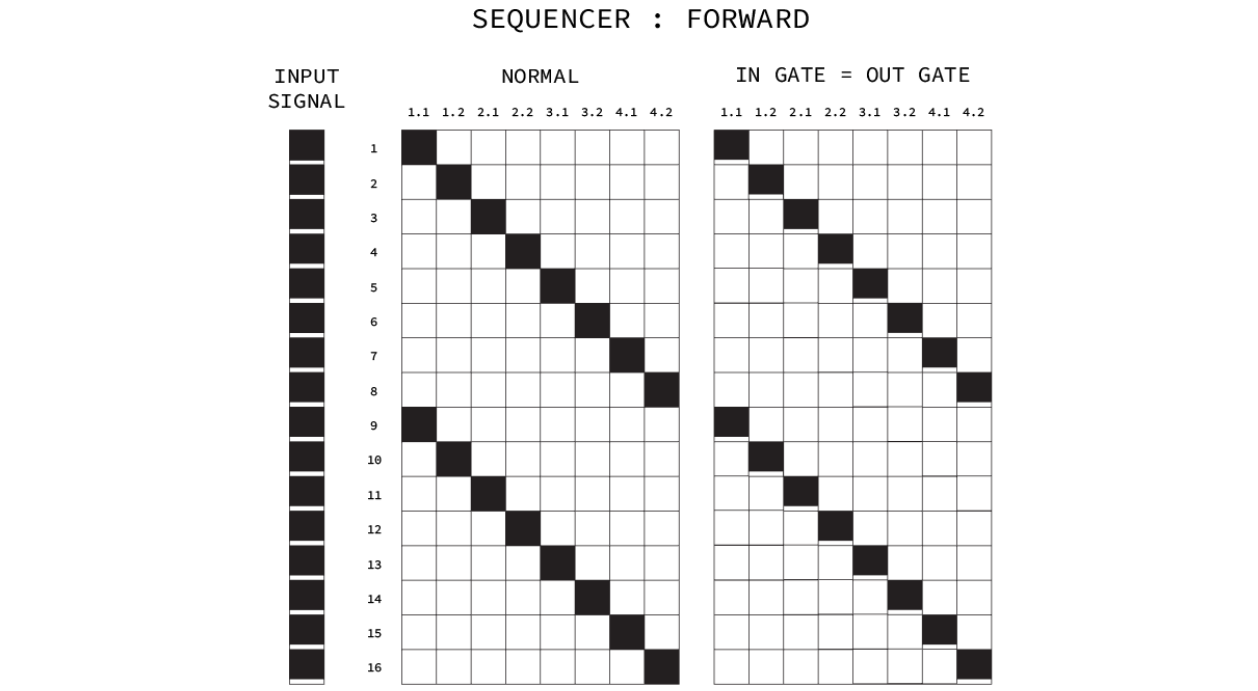 SEQUENCER : FORWARD
INPUT
SIGNAL
NORMAL
IN GATE = OUT GATE
1.1 1.2 2.1 2.2 3.1 3.2 4.1 4.2
1.1 1.2 2.1 2.2 3.1 3.2 4.1 4.2
1
2
3
4
5
6
7
8
9
10
11
12
13
14
15
16